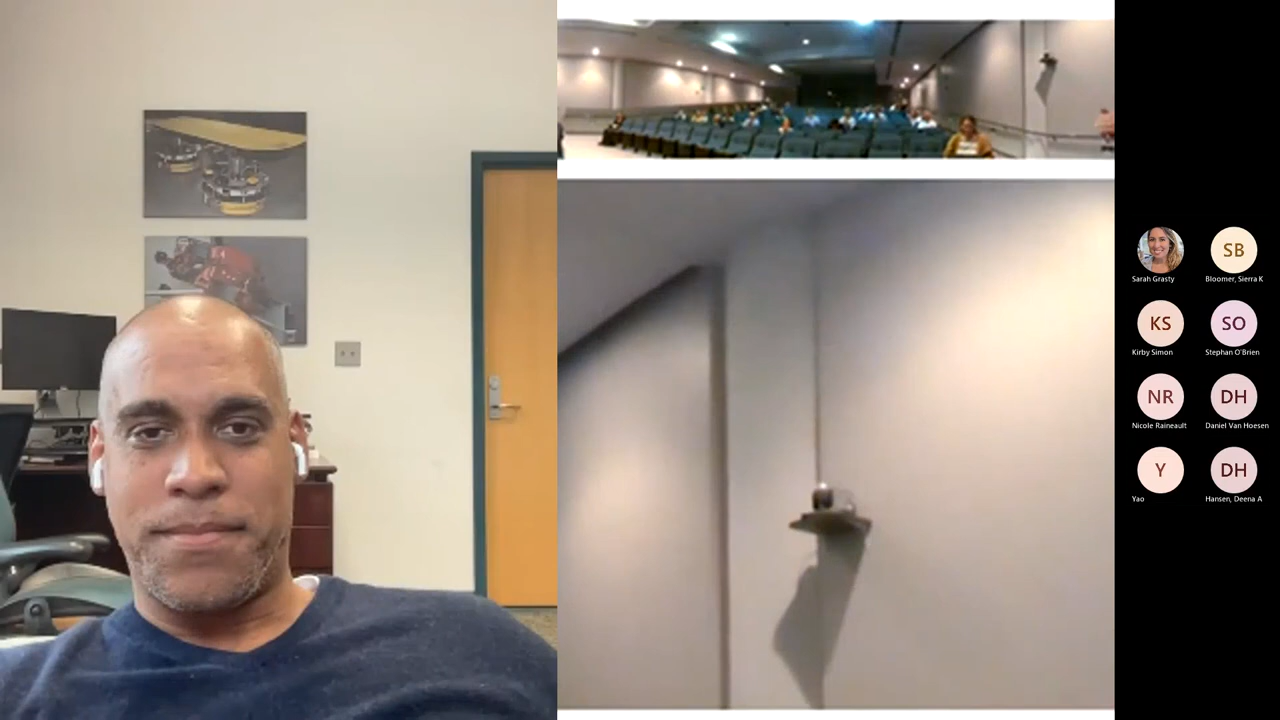 Sarah Grasty
SB
Bloomer, Sierra K
KS
Kirby Simon
SO
Stephan O'Brien
NR
Nicole Raineault
DH
Daniel Van Hoesen
Y
Yao
DH
Hansen, Deena A